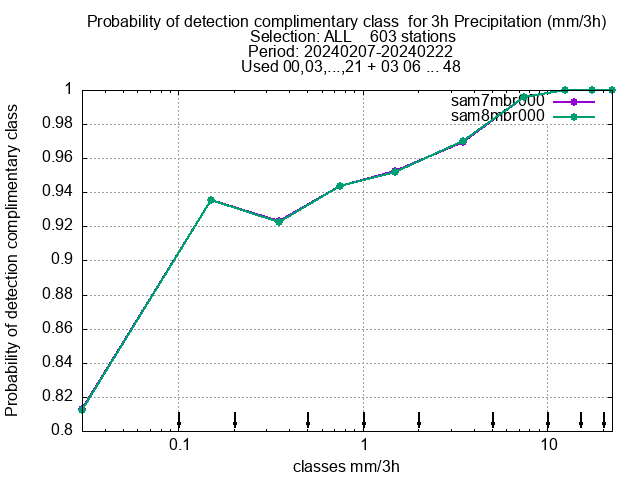 Probability of detection complimentary class  for 3h Precipitation (mm/3h)
Selection: ALL    603 stations
Period: 20240207-20240222
Used 00,03,...,21 + 03 06 ... 48
sam7mbr000
sam8mbr000
Probability of detection complimentary class
1
0.98
0.96
0.94
0.92
0.9
0.88
0.86
0.84
0.82
0.8
0.1
1
10
classes mm/3h